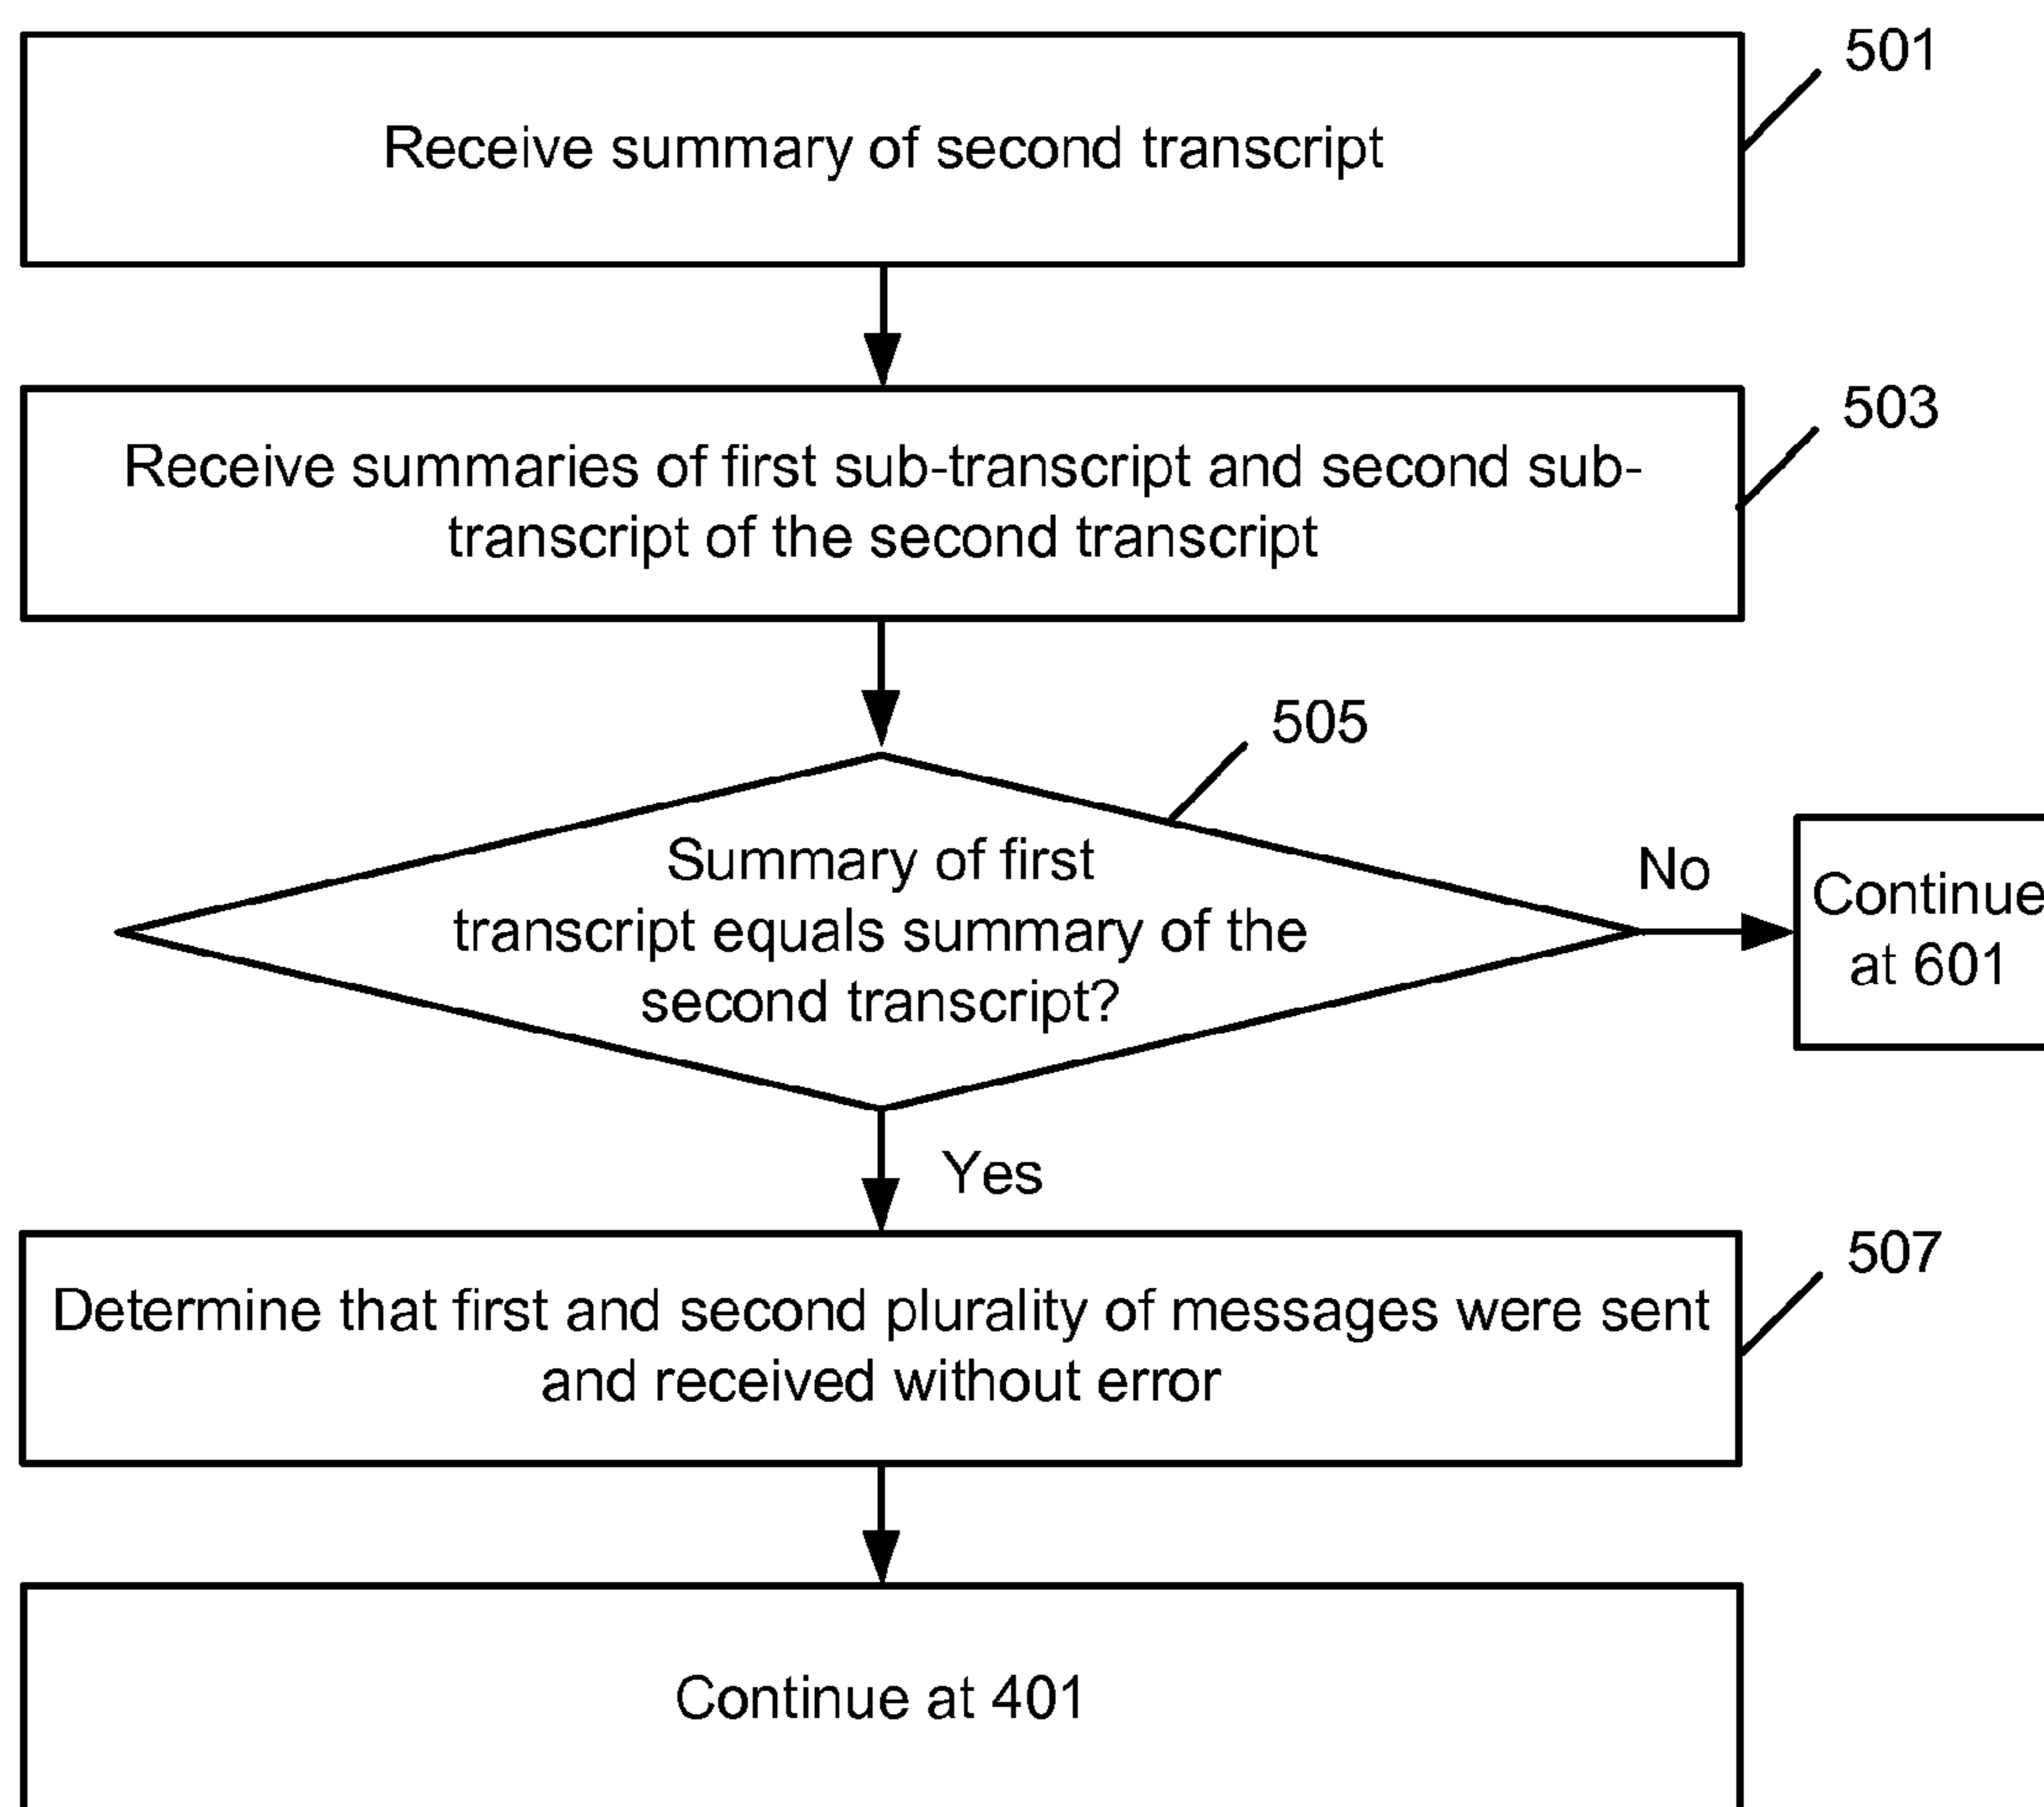 501
Receive summary of second transcript
503
Receive summaries of first sub-transcript and second sub-
transcript of the second transcript
505
Summary of first
transcript equals summary of the
second transcript?
No
Continue
at 601
Yes
507
Determine that first and second plurality of messages were sent
and received without error
Continue at 401